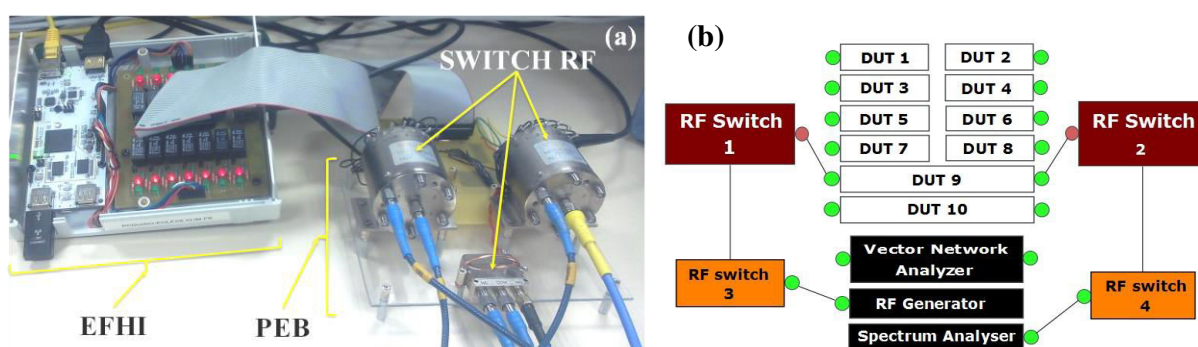 (a)
SWITCH RF
EFHI
PEB
(b)
DUT 1
DUT 2
DUT 3
DUT 4
DUT 5
DUT 6
DUT 7
DUT 8
DUT 9
DUT 10
RF Switch
1
RF Switch
2
Vector Network
Analyzer
RF switch
3
RF Generator
RF switch
4
Spectrum Analyser